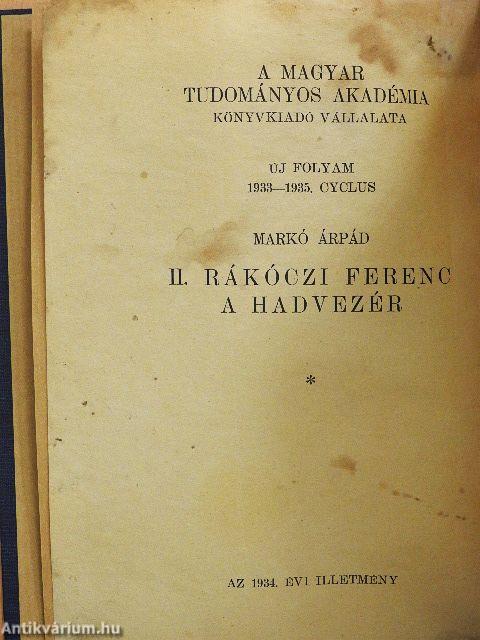 A MAGYAR
TUDOMÁNYOS AKADÉMIA
KÖNYVKIADÓ VÁLLALATA
ÚJ FOLYAM
1933—1935. CYCLUS
MARKÓ ÁRPÁD
II. RÁKÓCZI FERENC
A HADVEZÉR
*
AZ 1934. ÉVI ILLETMÉNY
Antikvárium.hu